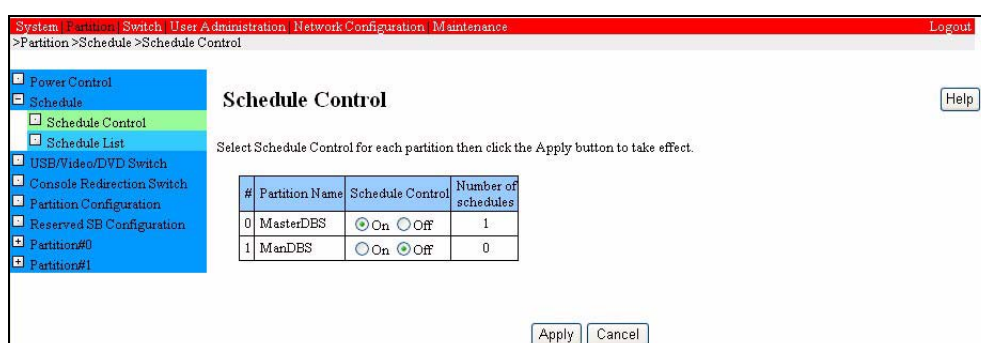 System | Partition | Switch | User Administration | Network Configuration | Maintenance Logout
>Partition >Schedule >Schedule Control
Power Control
Schedule
Schedule Control
Schedule List
USB/Video/DVD Switch
Console Redirection Switch
Partition Configuration
Reserved SB Configuration
Partition#0
Partition#1
Schedule Control
Help
Select Schedule Control for each partition then click the Apply button to take effect.
# Partition Name Schedule Control Number of schedules
0 MasterDBS On Off 1
1 ManDBS On Off 0
Apply Cancel